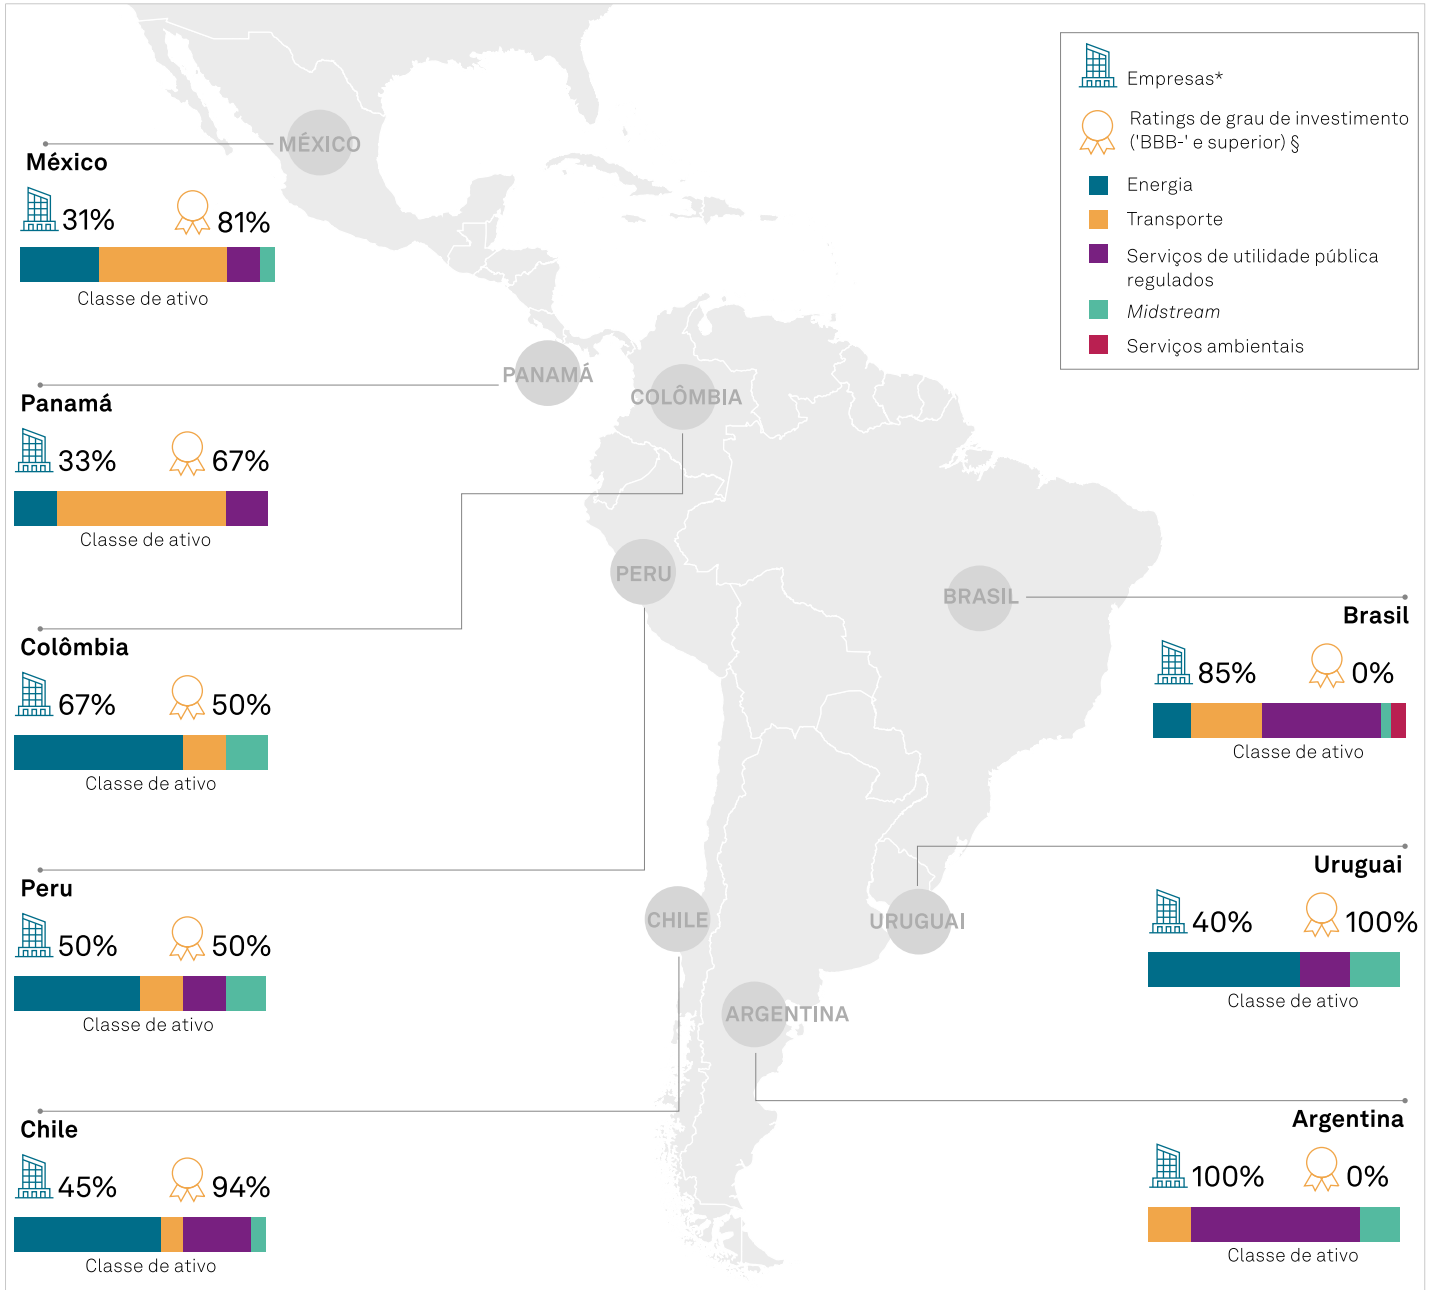 Empresas*
Ratings de grau de investimento
('BBB-' e superior) §
Energia
Transporte
Serviços de utilidade pública
regulados
Midstream
Serviços ambientais
MÉXICO
México
31% 81%
Classe de ativo
PANAMÁ
Panamá
33% 67%
Classe de ativo
COLÔMBIA
Colômbia
67% 50%
Classe de ativo
PERU
Peru
50% 50%
Classe de ativo
CHILE
Chile
45% 94%
Classe de ativo
BRASIL
Brasil
85% 0%
Classe de ativo
URUGUAI
Uruguai
40% 100%
Classe de ativo
ARGENTINA
Argentina
100% 0%
Classe de ativo